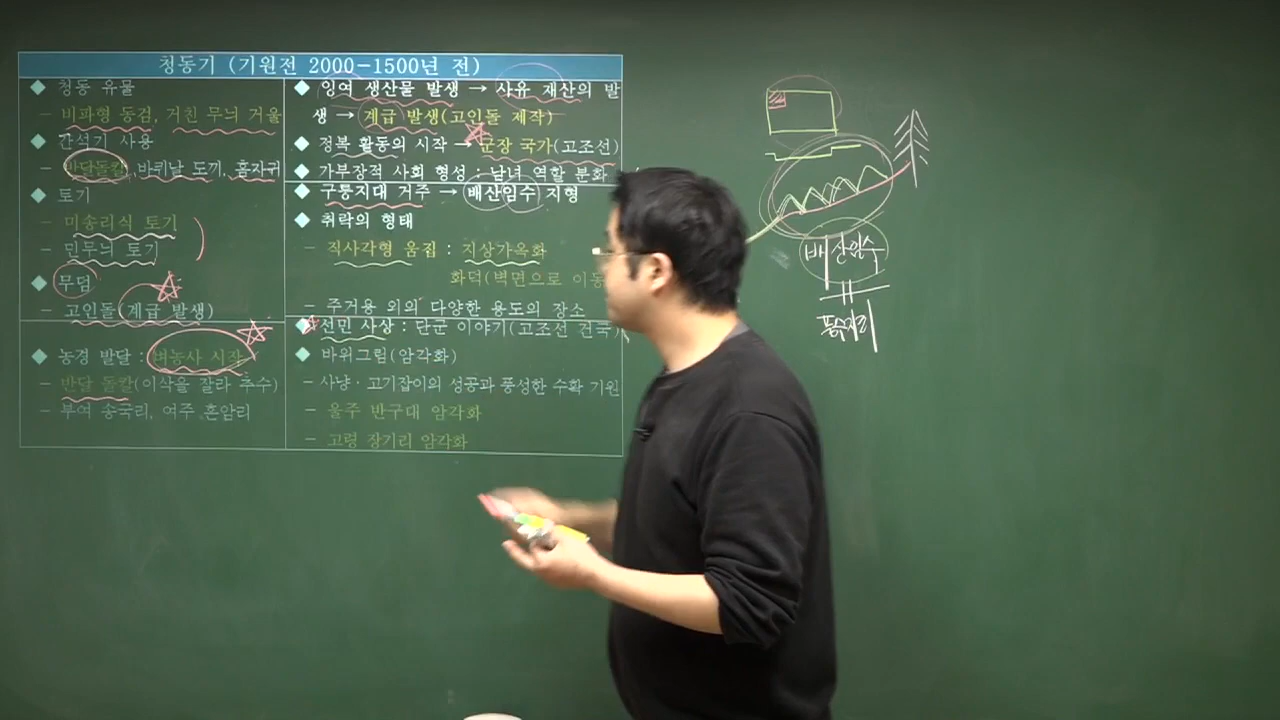 청동기 (기원전 2000-1500년 전)
◆ 청동 유물
- 비파형 동검, 거친 무늬 거울
◆ 간석기 사용
- 반달돌칼, 바퀴날 도끼, 홈자귀
◆ 토기
- 미송리식 토기
- 민무늬 토기
◆ 무덤
- 고인돌(계급 발생)
◆ 농경 발달 : 벼농사 시작
- 반달 돌칼(이삭을 잘라 추수)
- 부여 송국리, 여주 흔암리
◆ 잉여 생산물 발생 → 사유 재산의 발
생 → 계급 발생(고인돌 제작)
◆ 정복 활동의 시작 → 군장 국가(고조선)
◆ 가부장적 사회 형성 : 남녀 역할 분화
◆ 구릉지대 거주 → 배산임수 지형
◆ 취락의 형태
- 직사각형 움집 : 지상가옥화
화덕(벽면으로 이동
- 주거용 외의 다양한 용도의 장소
◆ 선민 사상 : 단군 이야기(고조선 건국)
◆ 바위그림(암각화)
- 사냥·고기잡이의 성공과 풍성한 수확 기원
- 울주 반구대 암각화
- 고령 장기리 암각화
배산임수
풍수지리